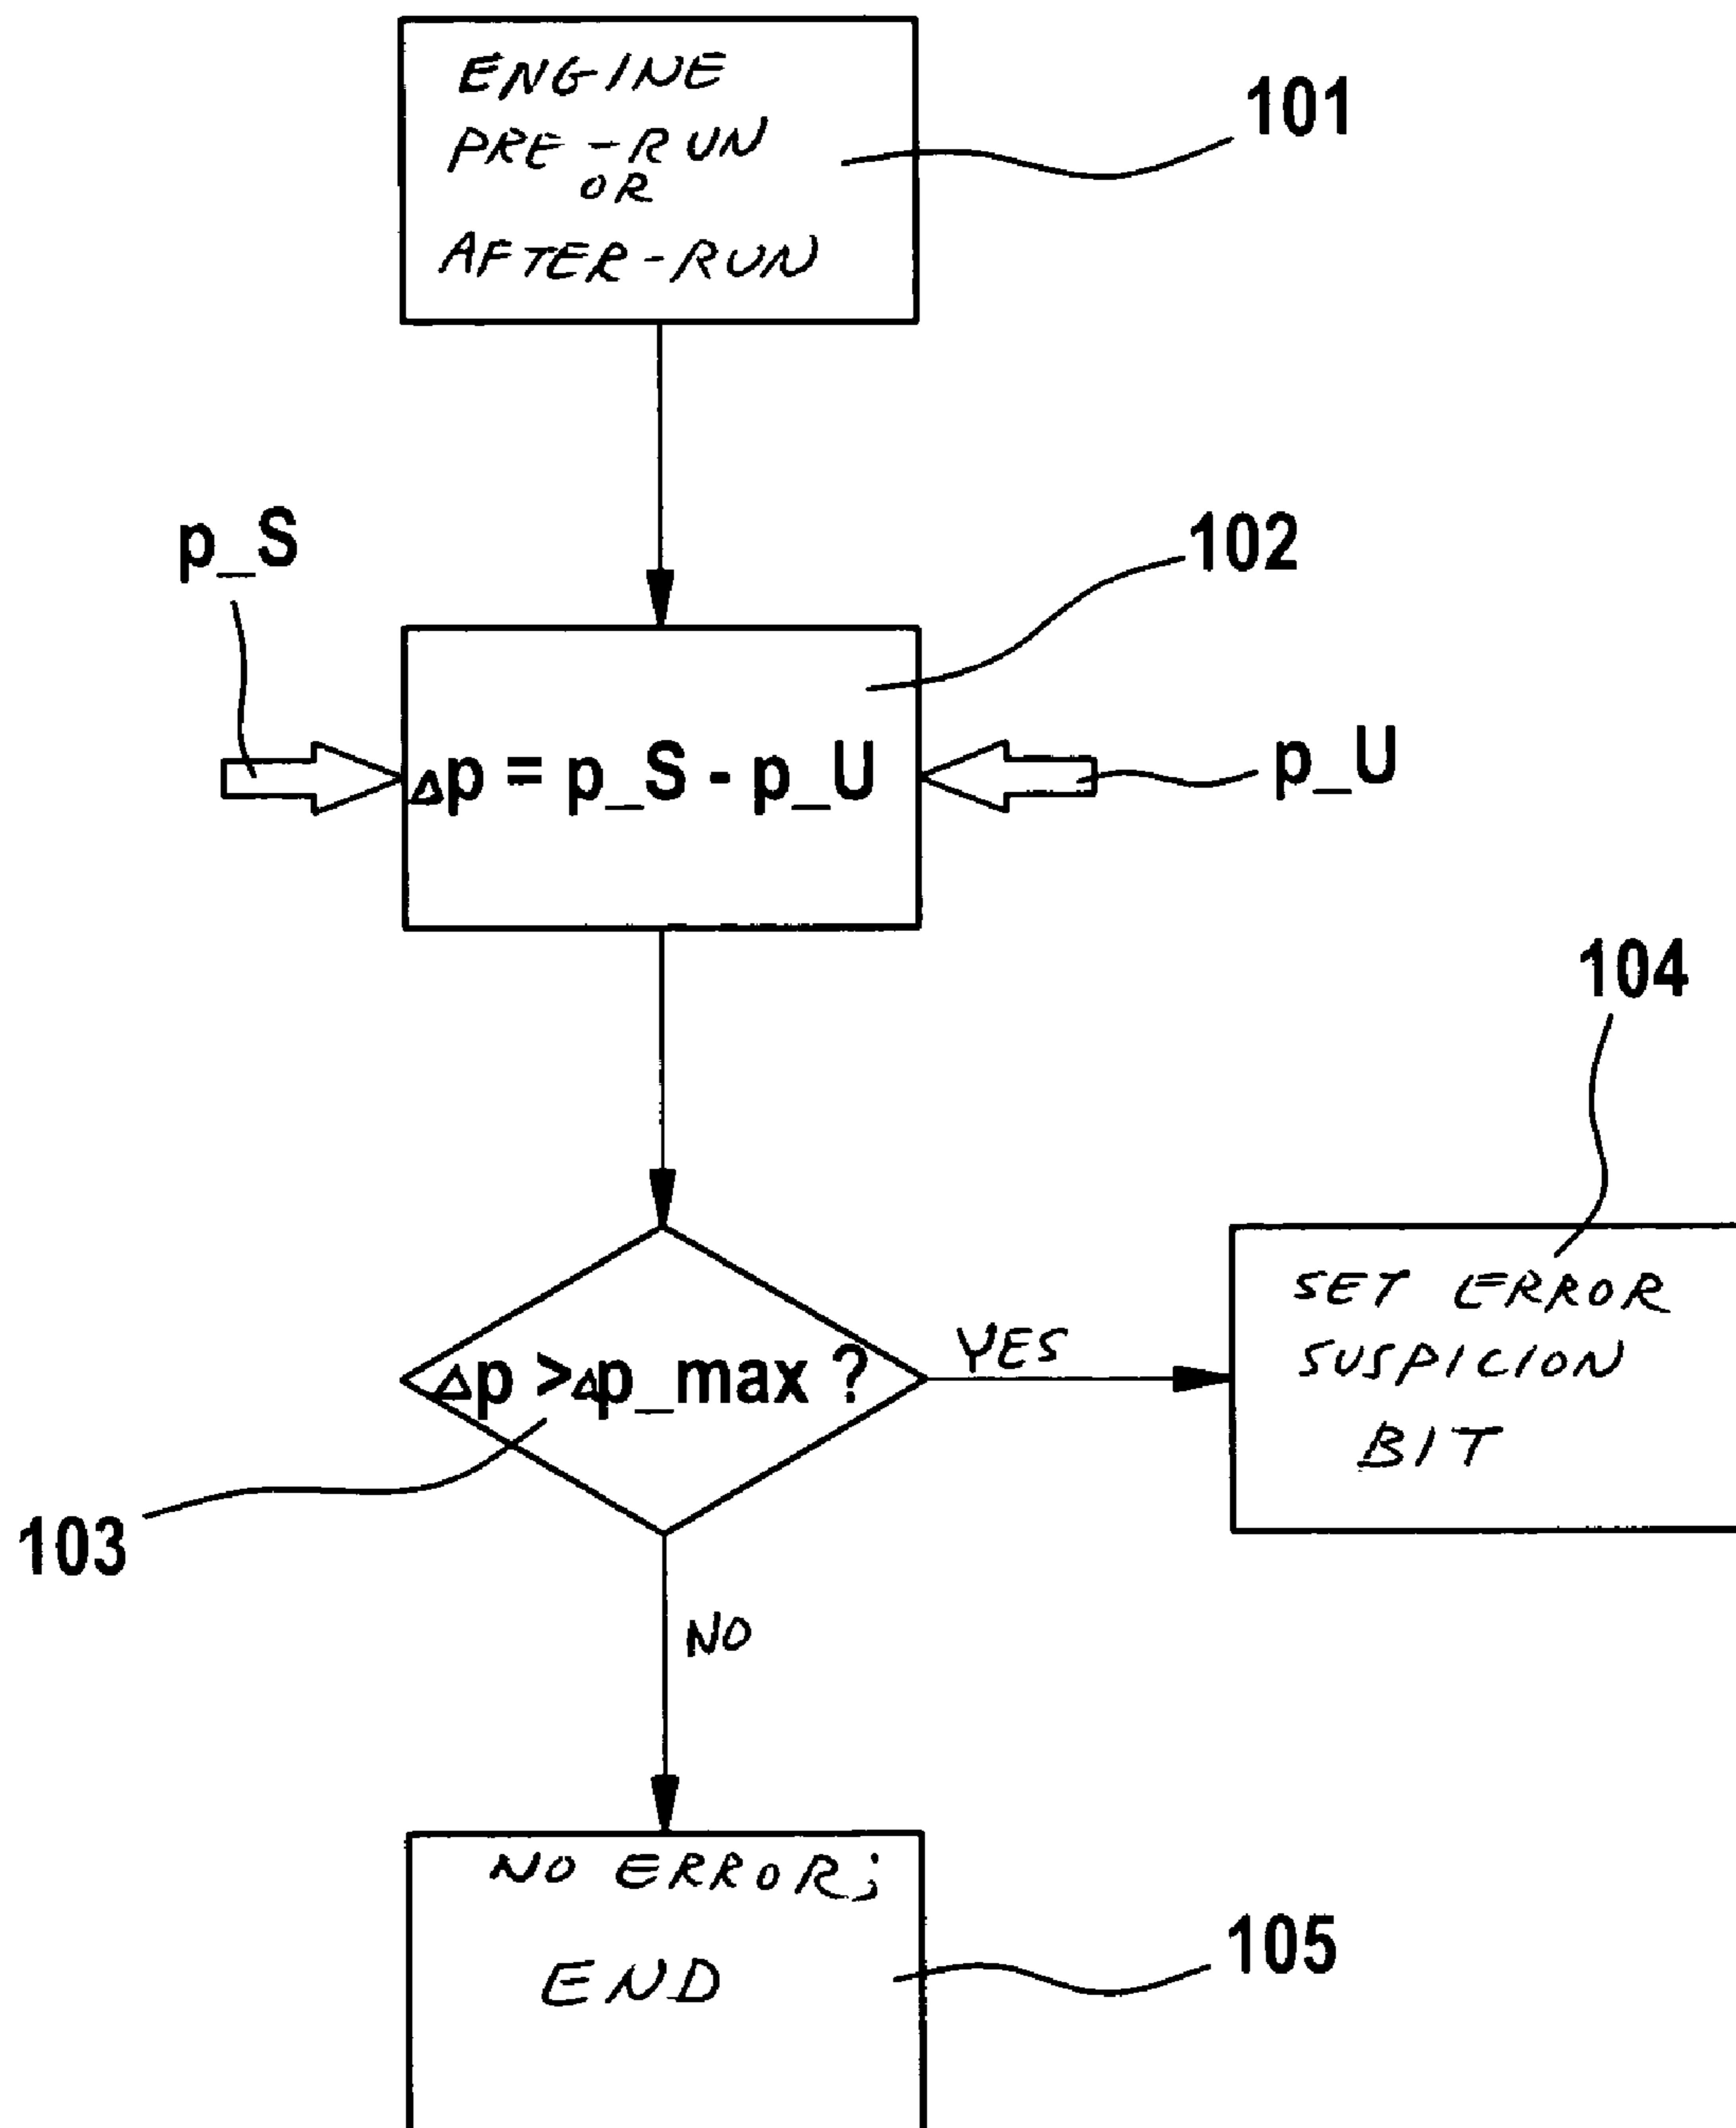 ENGINE
PRE-RUN
OR
AFTER-RUN
101
p_S
102
Δp = p_S - p_U
p_U
104
Δp >Δp_max ?
YES
SET ERROR
SUSPICION
BIT
103
NO
NO ERROR;
END
105